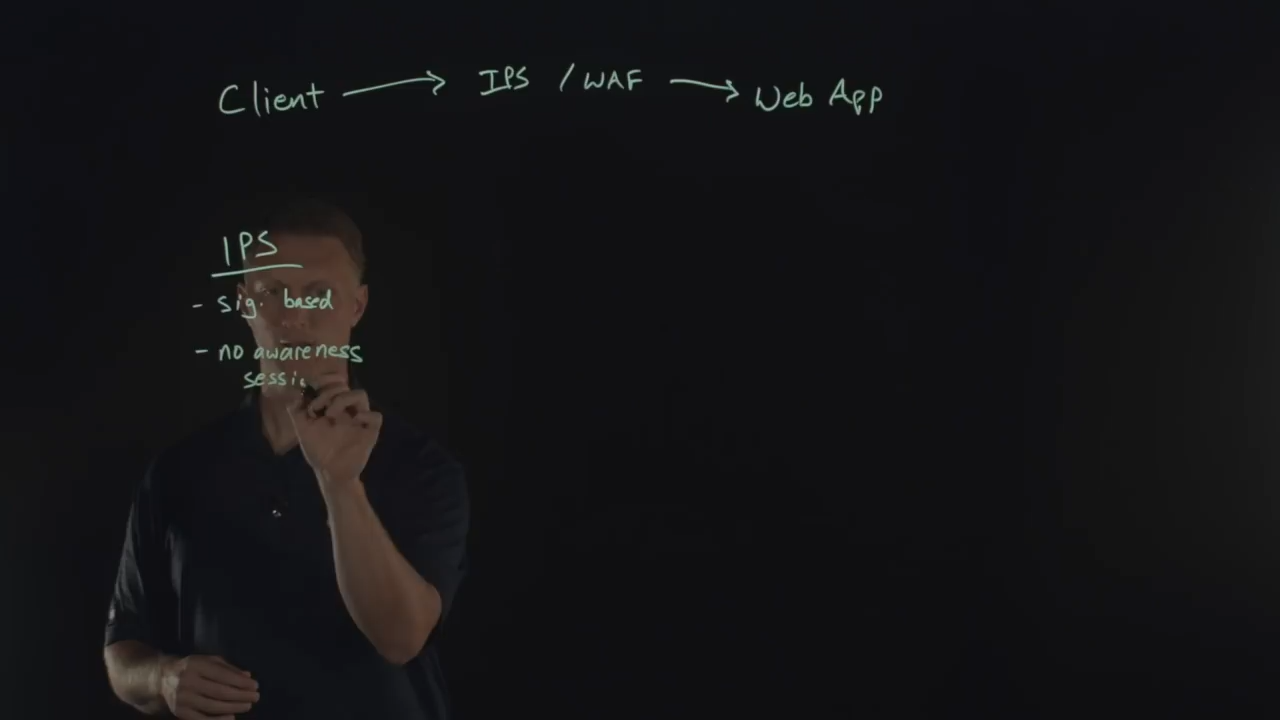 Client → IPS / WAF → Web App
IPS
- sig. based
- no awareness